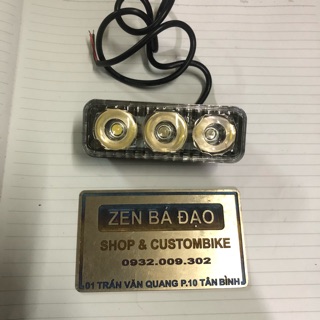 ZEN BÁ ĐẠO
SHOP & CUSTOMBIKE
0932.009.302
01 TRẦN VĂN QUANG P.10 TÂN BÌNH